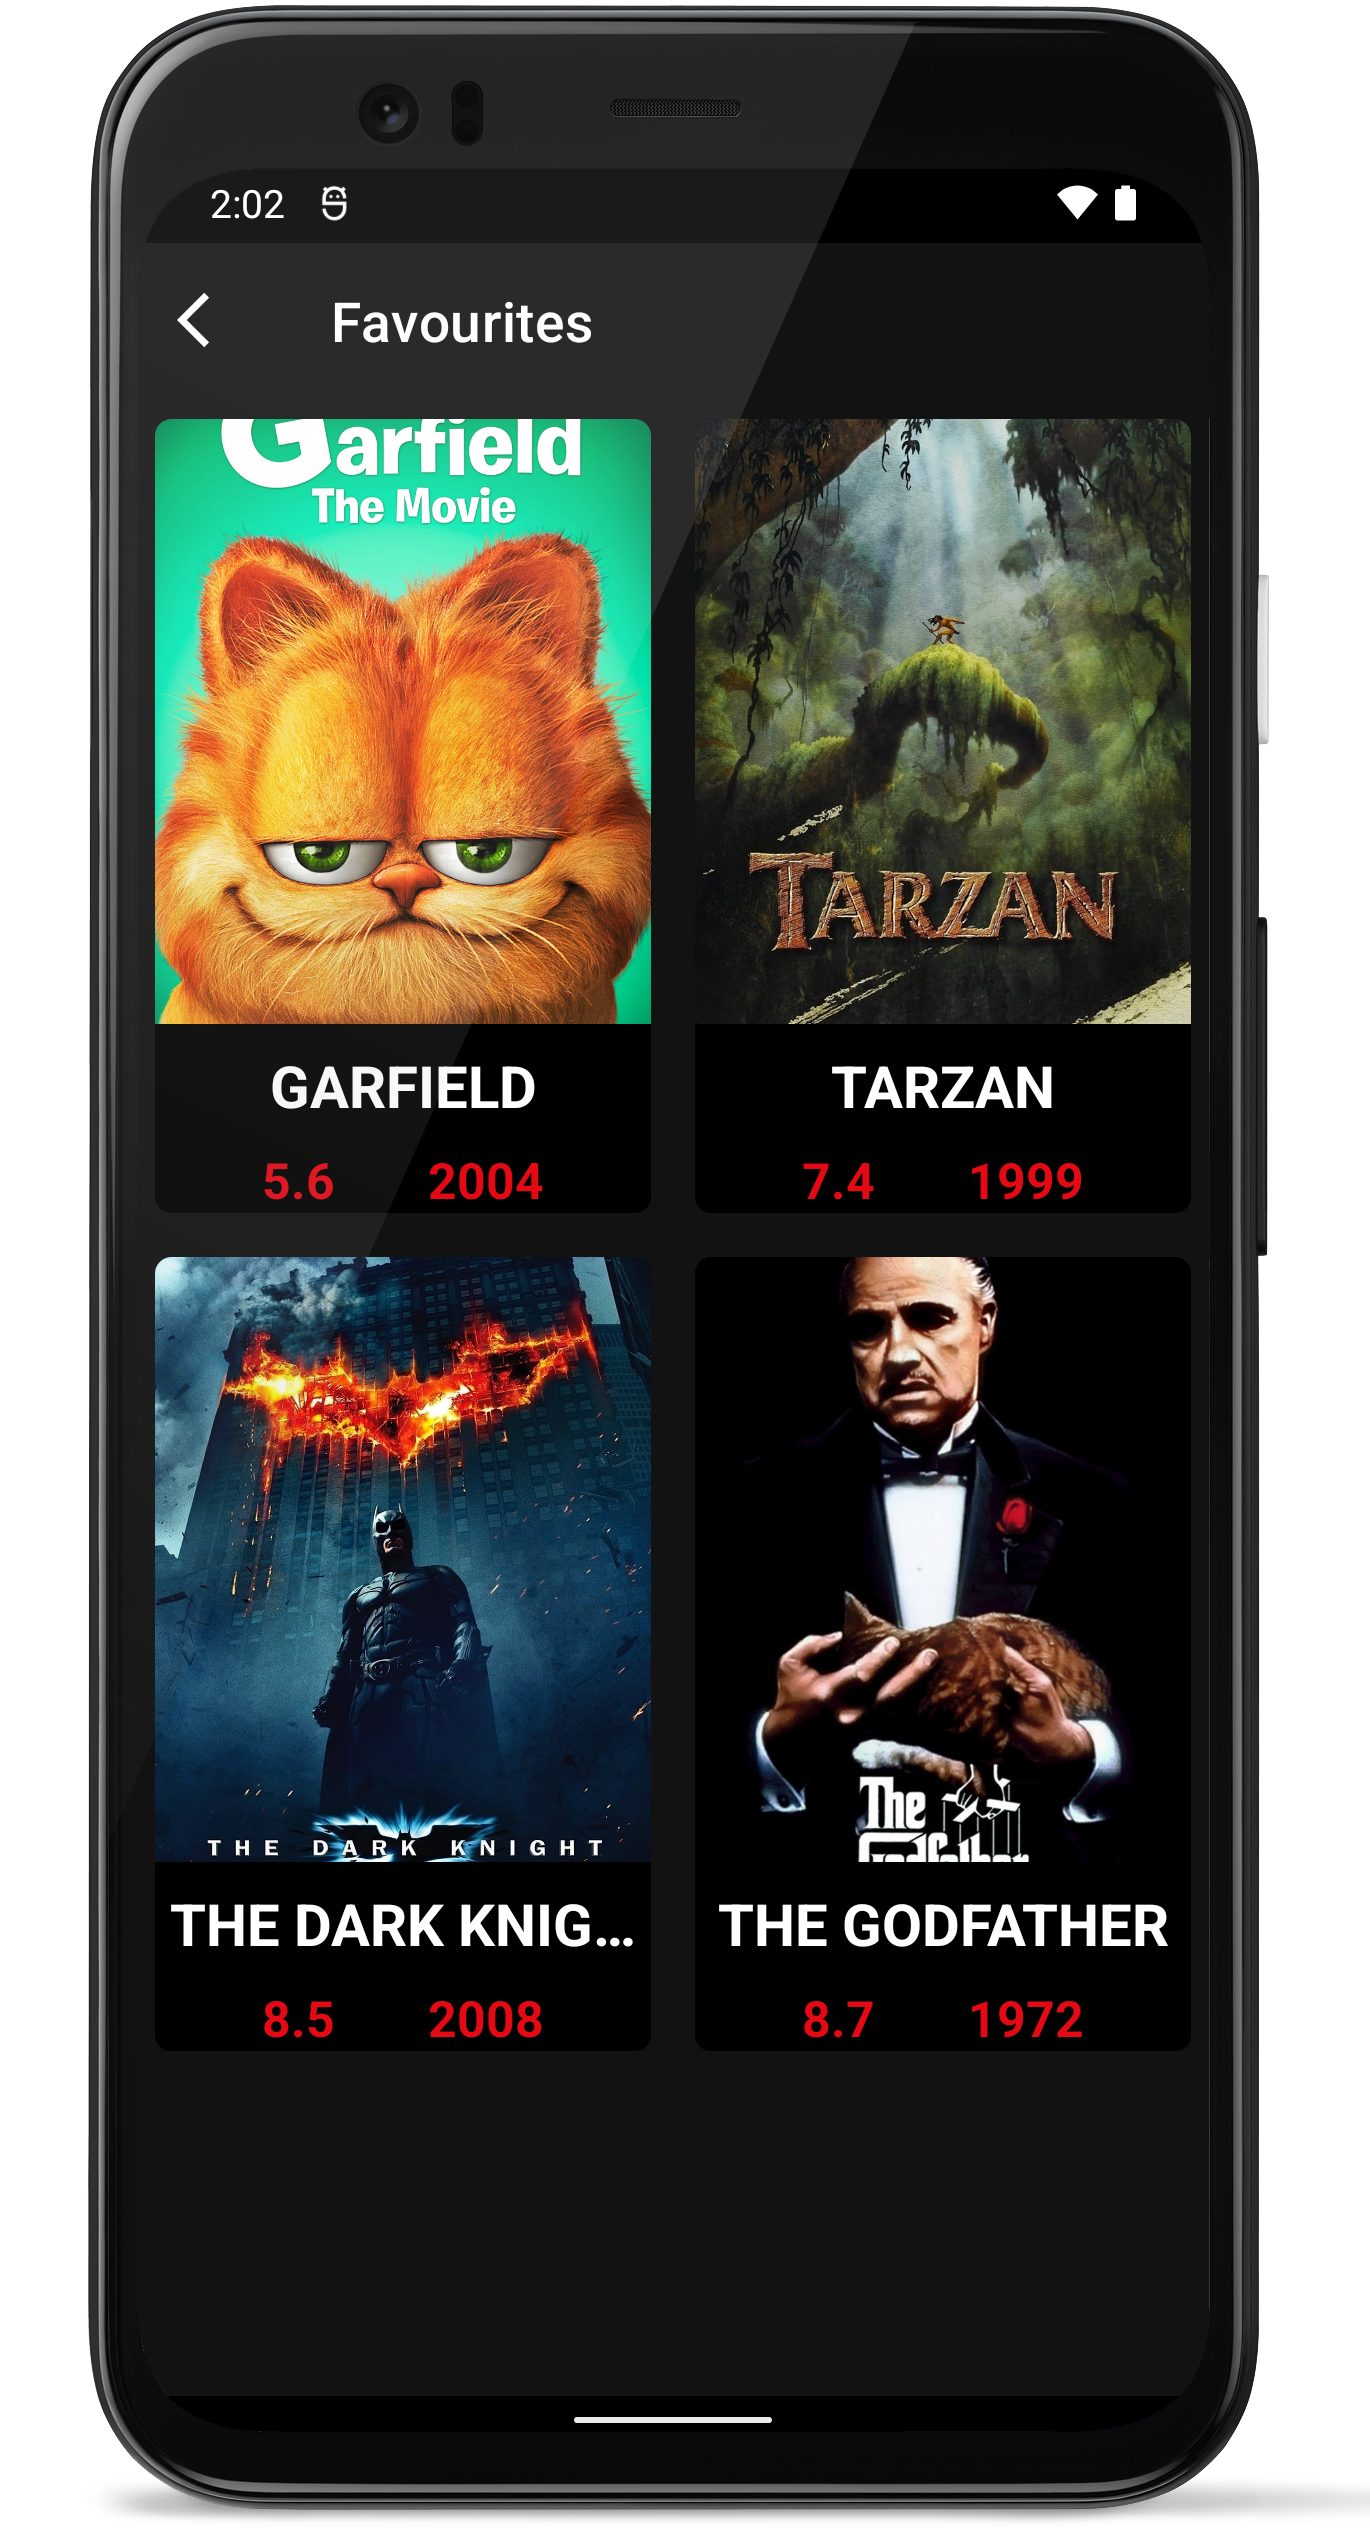 2:02
Favourites
Garfield
The Movie
TARZAN
GARFIELD
TARZAN
5.6 2004
7.4 1999
THE DARK KNIGHT
The
Godfather
THE DARK KNIG...
THE GODFATHER
8.5 2008
8.7 1972